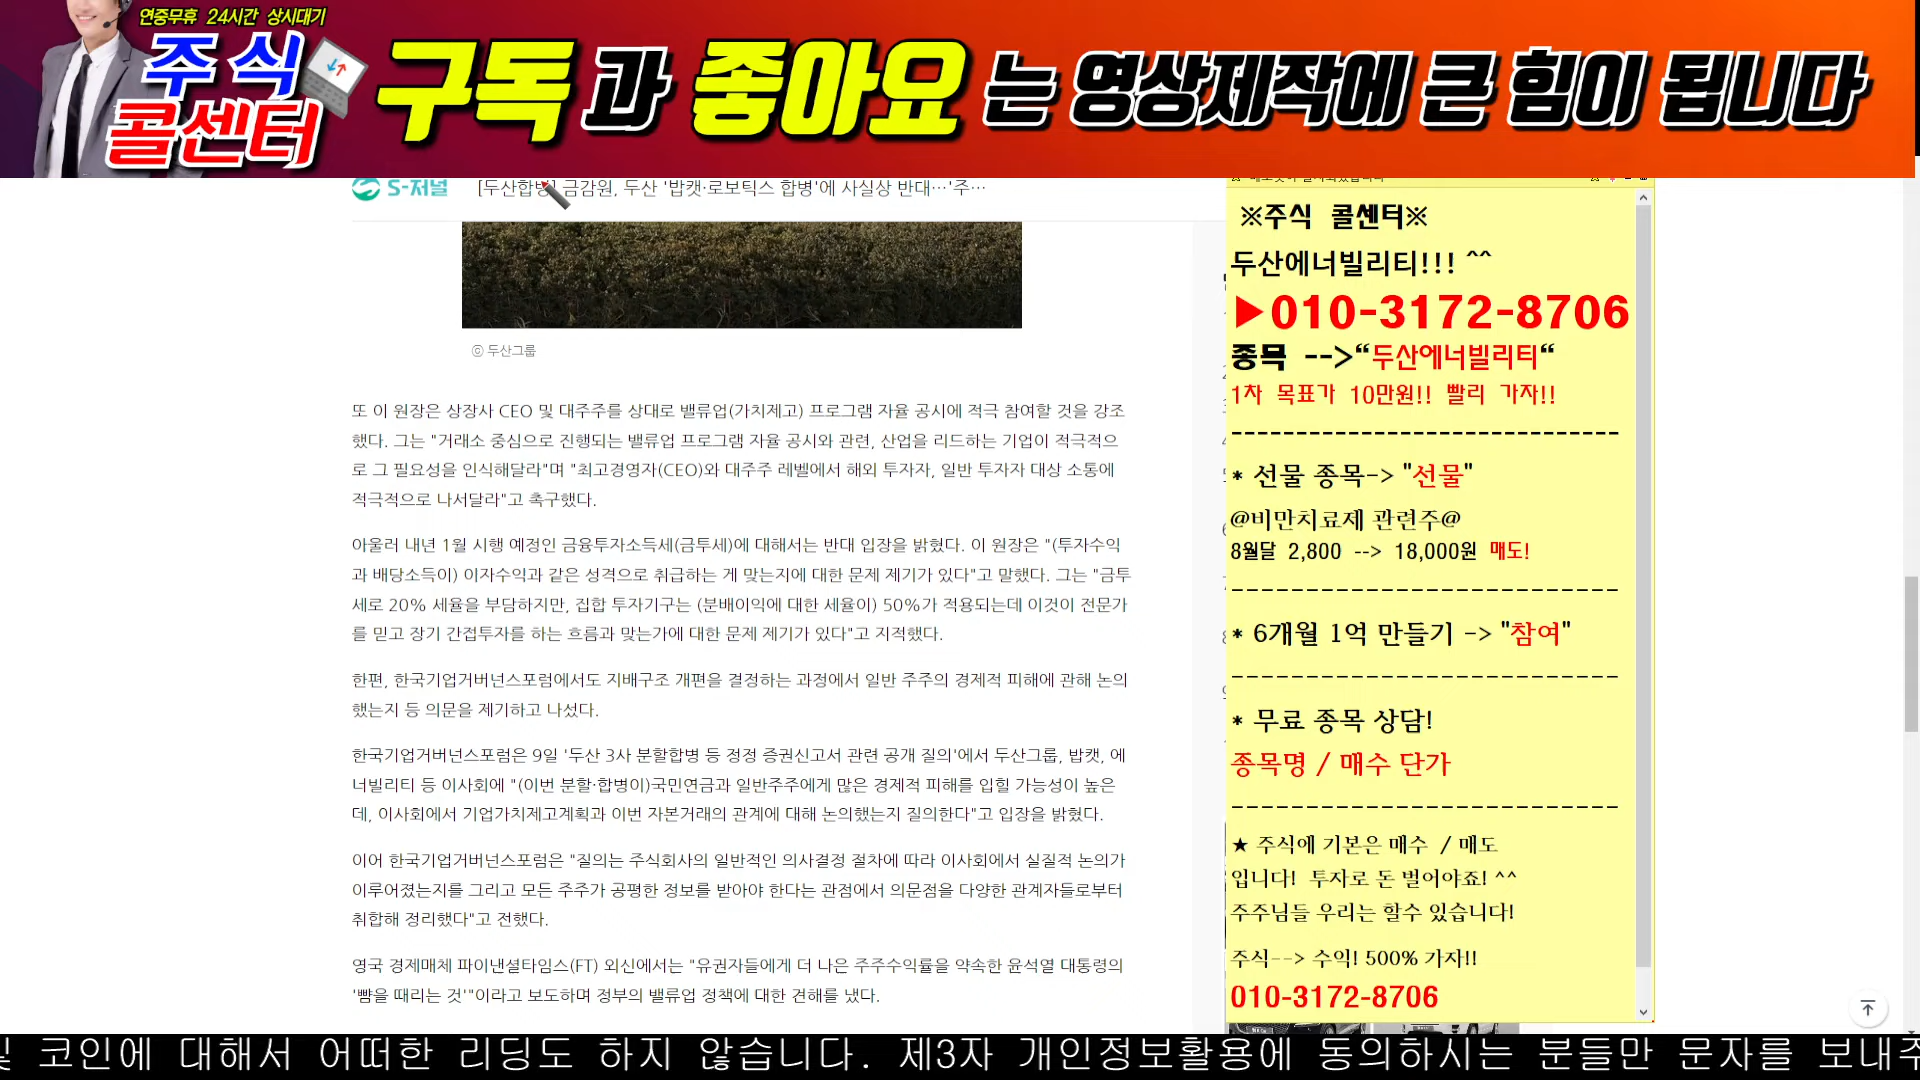 연중무휴 24시간 상시대기
주식
콜센터
구독과 좋아요는 영상제작에 큰 힘이 됩니다
S-저널
[두산합병] 금감원, 두산 '밥캣·로보틱스 합병'에 사실상 반대…'주…
ⓒ 두산그룹
또 이 원장은 상장사 CEO 및 대주주를 상대로 밸류업(가치제고) 프로그램 자율 공시에 적극 참여할 것을 강조
했다. 그는 "거래소 중심으로 진행되는 밸류업 프로그램 자율 공시와 관련, 산업을 리드하는 기업이 적극적으
로 그 필요성을 인식해달라"며 "최고경영자(CEO)와 대주주 레벨에서 해외 투자자, 일반 투자자 대상 소통에
적극적으로 나서달라"고 촉구했다.
아울러 내년 1월 시행 예정인 금융투자소득세(금투세)에 대해서는 반대 입장을 밝혔다. 이 원장은 "(투자수익
과 배당소득이) 이자수익과 같은 성격으로 취급하는 게 맞는지에 대한 문제 제기가 있다"고 말했다. 그는 "금투
세로 20% 세율을 부담하지만, 집합 투자기구는 (분배이익에 대한 세율이) 50%가 적용되는데 이것이 전문가
를 믿고 장기 간접투자를 하는 흐름과 맞는가에 대한 문제 제기가 있다"고 지적했다.
한편, 한국기업거버넌스포럼에서도 지배구조 개편을 결정하는 과정에서 일반 주주의 경제적 피해에 관해 논의
했는지 등 의문을 제기하고 나섰다.
한국기업거버넌스포럼은 9일 '두산 3사 분할합병 등 정정 증권신고서 관련 공개 질의'에서 두산그룹, 밥캣, 에
너빌리티 등 이사회에 "(이번 분할·합병이)국민연금과 일반주주에게 많은 경제적 피해를 입힐 가능성이 높은
데, 이사회에서 기업가치제고계획과 이번 자본거래의 관계에 대해 논의했는지 질의한다"고 입장을 밝혔다.
이어 한국기업거버넌스포럼은 "질의는 주식회사의 일반적인 의사결정 절차에 따라 이사회에서 실질적 논의가
이루어졌는지를 그리고 모든 주주가 공평한 정보를 받아야 한다는 관점에서 의문점을 다양한 관계자들로부터
취합해 정리했다"고 전했다.
영국 경제매체 파이낸셜타임스(FT) 외신에서는 "유권자들에게 더 나은 주주수익률을 약속한 윤석열 대통령의
'뺨을 때리는 것'"이라고 보도하며 정부의 밸류업 정책에 대한 견해를 냈다.
※주식 콜센터※
두산에너빌리티!!! ^^
▶010-3172-8706
종목 -->“두산에너빌리티“
1차 목표가 10만원!! 빨리 가자!!
------------------------------
* 선물 종목-> "선물"
@비만치료제 관련주@
8월달 2,800 --> 18,000원 매도!
--------------------------
* 6개월 1억 만들기 -> "참여"
--------------------------
* 무료 종목 상담!
종목명 / 매수 단가
--------------------------
★ 주식에 기본은 매수 / 매도
입니다! 투자로 돈 벌어야죠! ^^
주주님들 우리는 할수 있습니다!
주식--> 수익! 500% 가자!!
010-3172-8706
코인에 대해서 어떠한 리딩도 하지 않습니다. 제3자 개인정보활용에 동의하시는 분들만 문자를 보내주